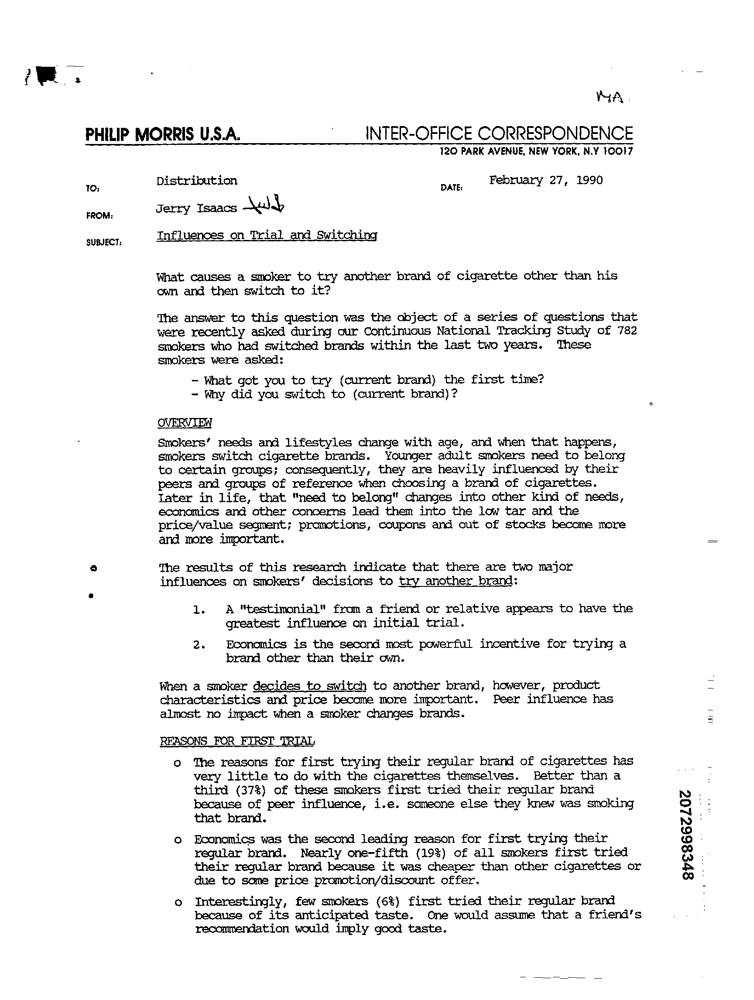 MA
PHILIP MORRIS U.S.A. INTER-OFFICE CORRESPONDENCE
120 PARK AVENUE, NEW YORK, N.Y 10017
TO: Distribution DATE: February 27, 1990
FROM: Jerry Isaacs
SUBJECT: Influences on Trial and Switching
What causes a smoker to try another brand of cigarette other than his
own and then switch to it?
The answer to this question was the object of a series of questions that
were recently asked during our Continuous National Tracking Study of 782
smokers who had switched brands within the last two years. These
smokers were asked:
- What got you to try (current brand) the first time?
- Why did you switch to (current brand)?
OVERVIEW
Smokers' needs and lifestyles change with age, and when that happens,
smokers switch cigarette brands. Younger adult smokers need to belong
to certain groups; consequently, they are heavily influenced by their
peers and groups of reference when choosing a brand of cigarettes.
Later in life, that "need to belong" changes into other kind of needs,
economics and other concerns lead them into the low tar and the
price/value segment; promotions, coupons and out of stocks become more
and more important.
The results of this research indicate that there are two major
influences on smokers' decisions to try another brand:
1. A "testimonial" from a friend or relative appears to have the
greatest influence on initial trial.
2. Economics is the second most powerful incentive for trying a
brand other than their own.
When a smoker decides to switch to another brand, however, product
characteristics and price become more important. Peer influence has
almost no impact when a smoker changes brands.
REASONS FOR FIRST TRIAL
o The reasons for first trying their regular brand of cigarettes has
very little to do with the cigarettes themselves. Better than a
third (37%) of these smokers first tried their regular brand
because of peer influence, i.e. someone else they knew was smoking
that brand.
o Economics was the second leading reason for first trying their
regular brand. Nearly one-fifth (19%) of all smokers first tried
their regular brand because it was cheaper than other cigarettes or
due to some price promotion/discount offer.
o Interestingly, few smokers (6%) first tried their regular brand
because of its anticipated taste. One would assume that a friend's
recommendation would imply good taste.
2072998348